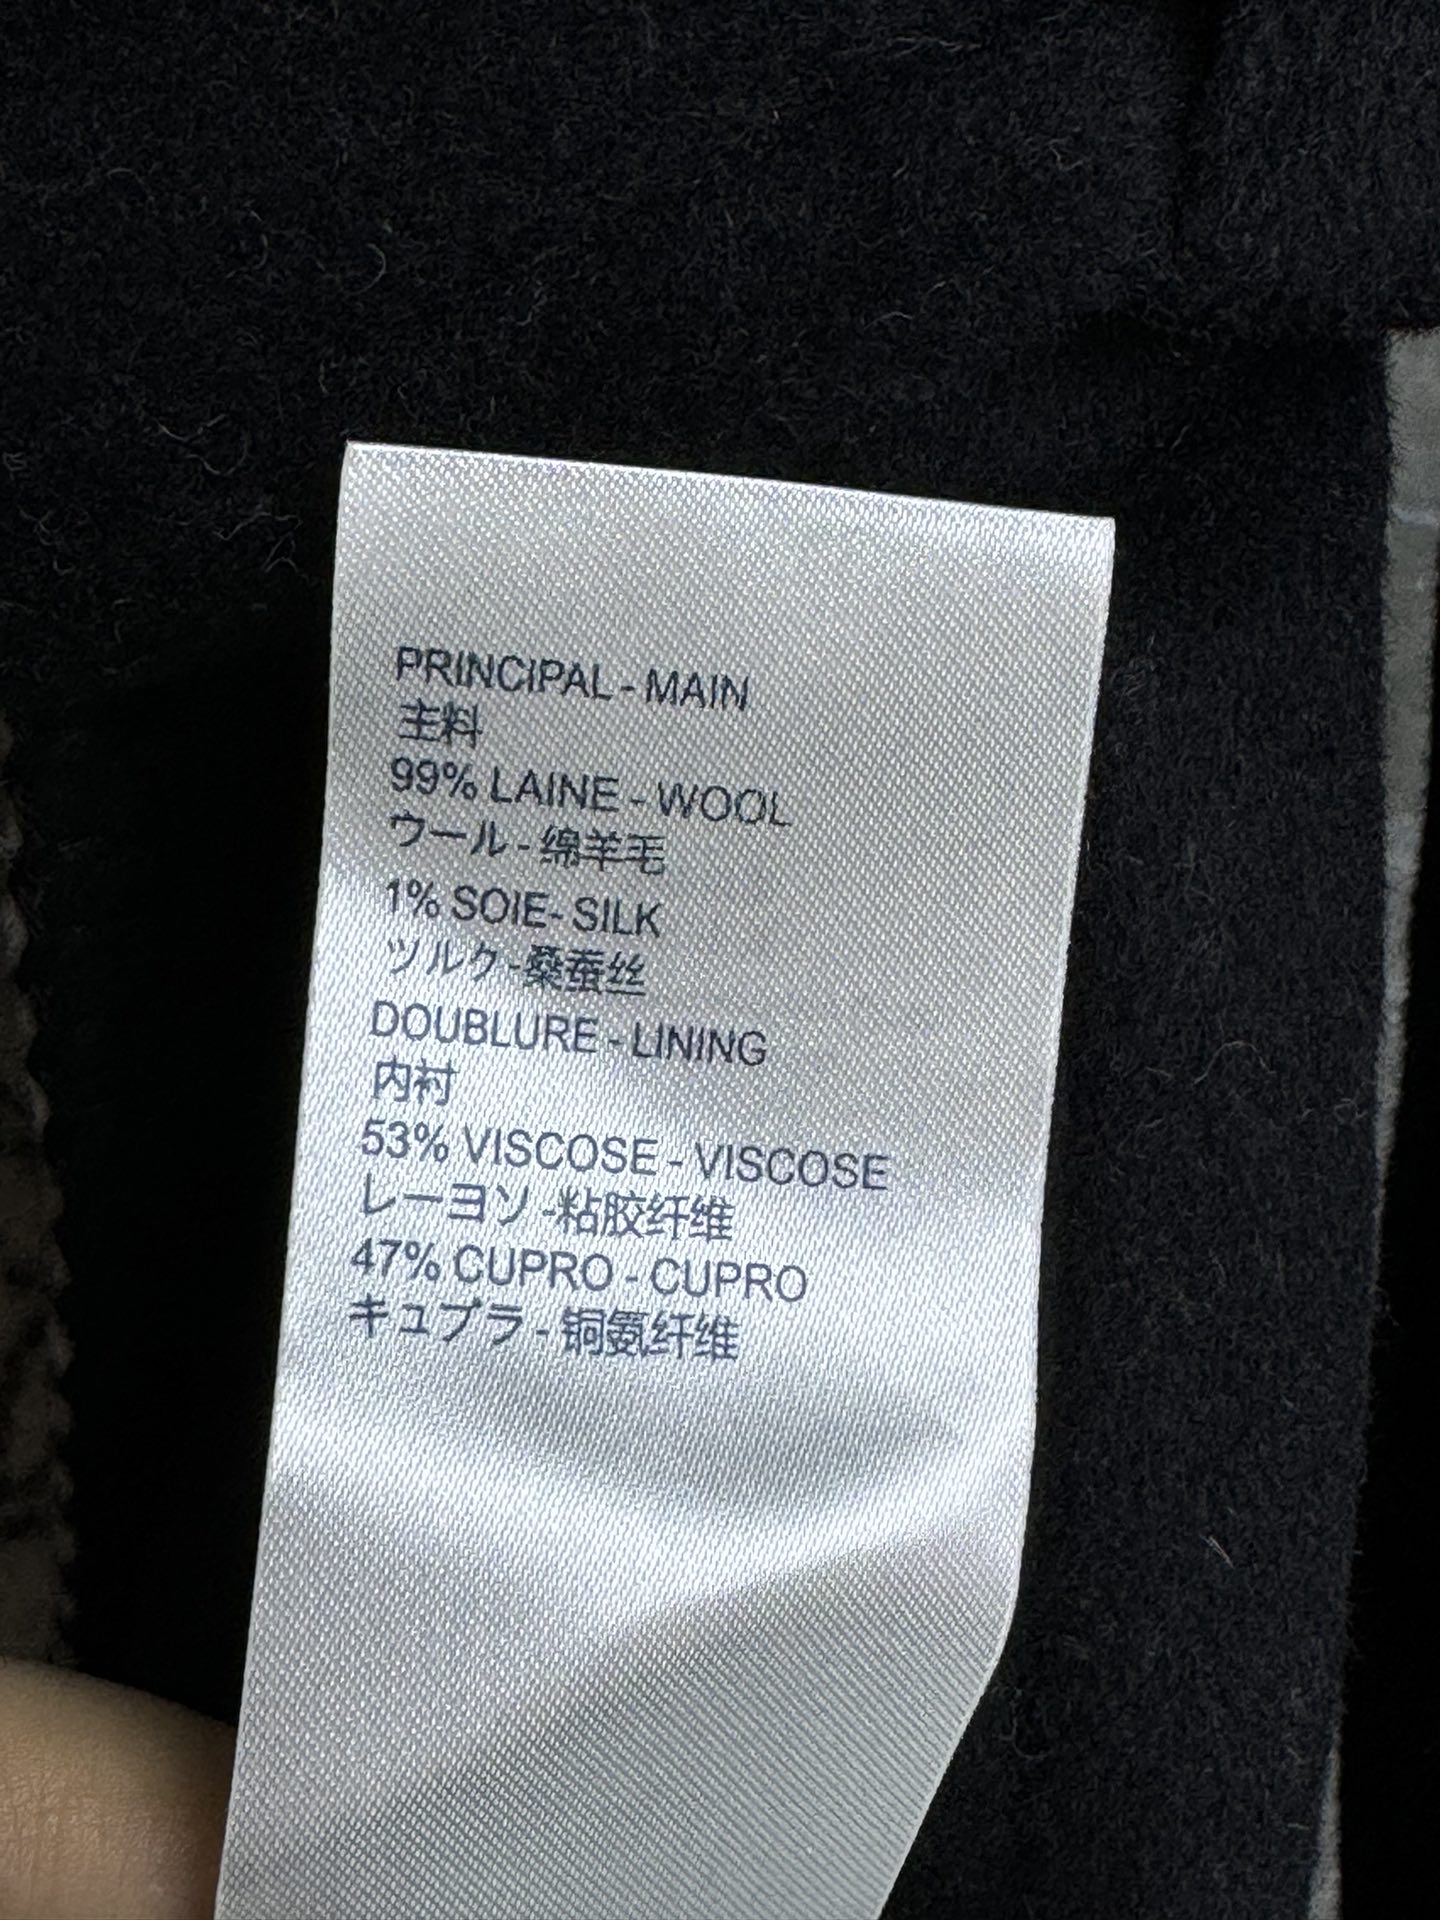 PRINCIPAL - MAIN
主料
99% LAINE - WOOL
ウール - 绵羊毛
1% SOIE- SILK
ツルク -桑蚕丝
DOUBLURE - LINING
内衬
53% VISCOSE - VISCOSE
レーヨソ -粘胶纤维
47% CUPRO - CUPRO
キュプラ - 铜氨纤维